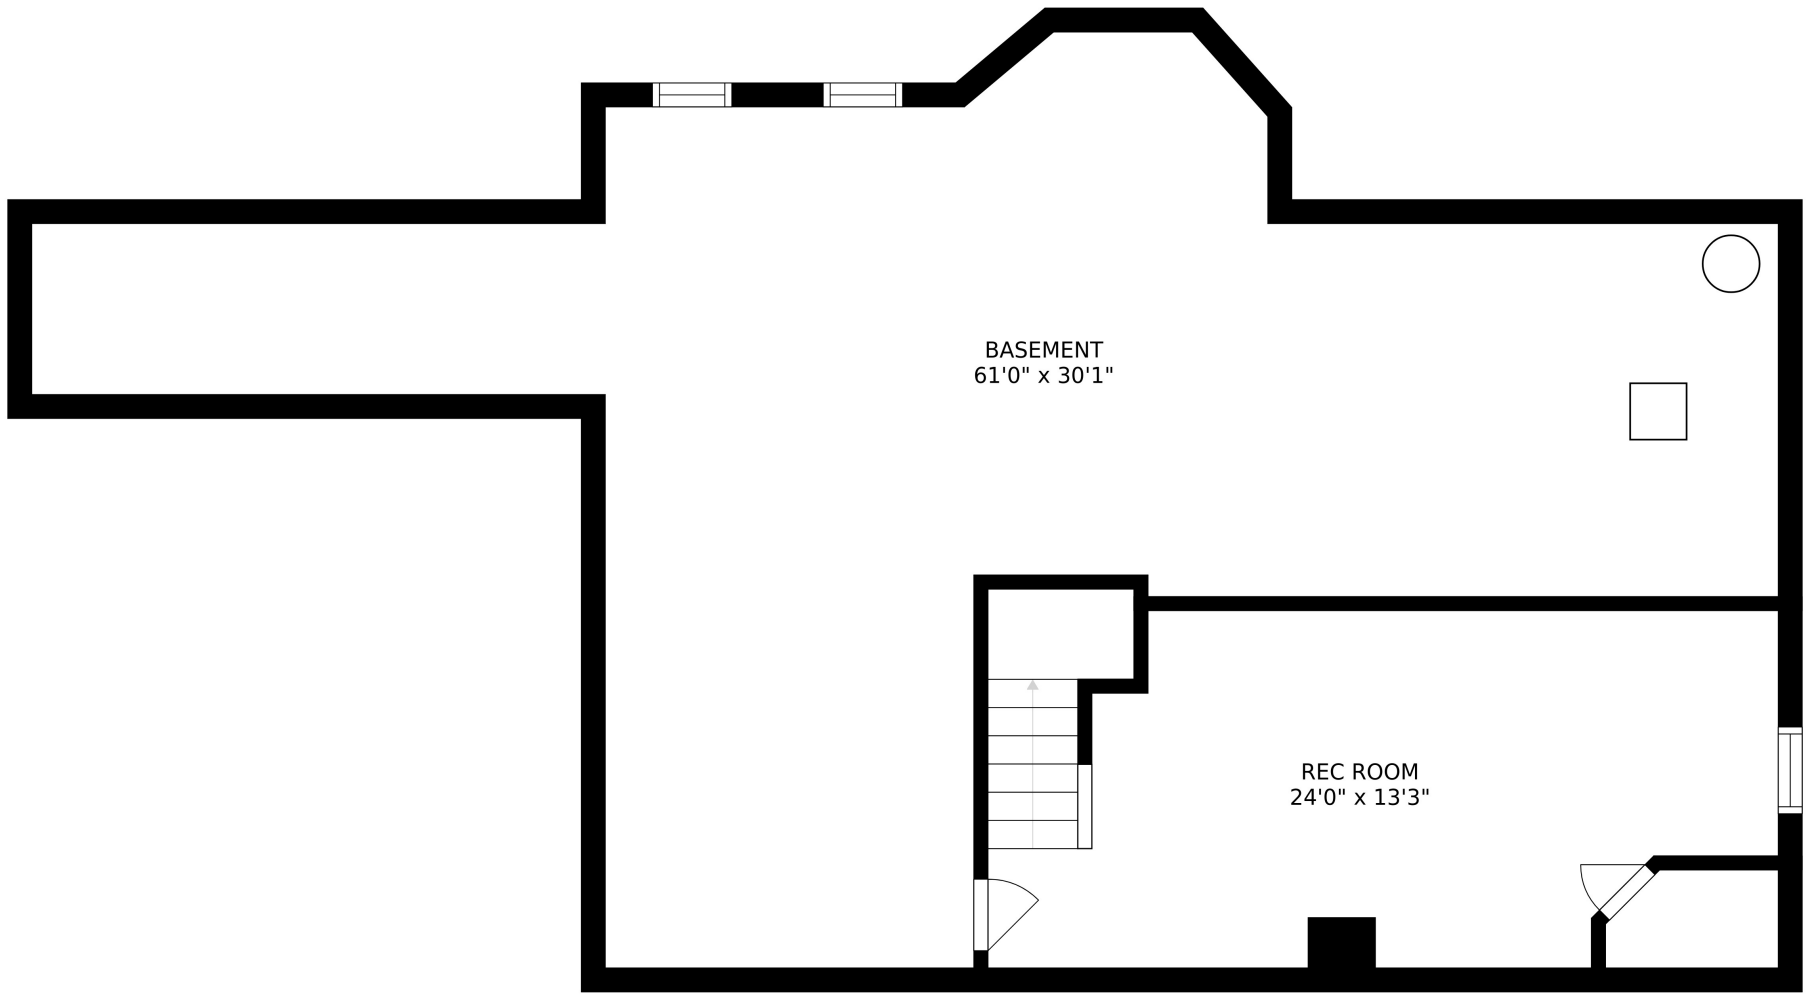 BASEMENT
61'0" x 30'1"
REC ROOM
24'0" x 13'3"